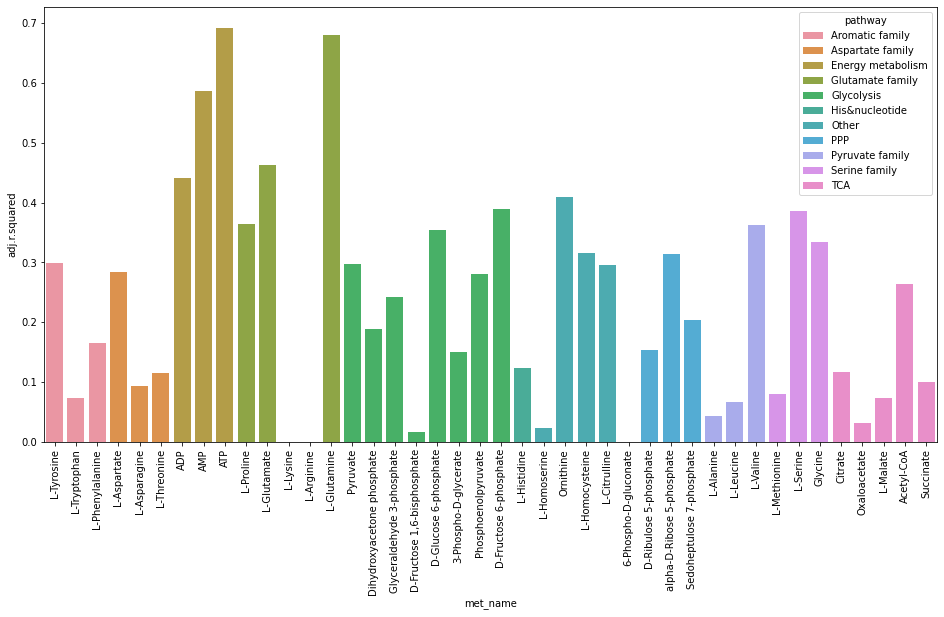 pathway
Aromatic family
Aspartate family
Energy metabolism
Glutamate family
Glycolysis
His&nucleotide
Other
PPP
Pyruvate family
Serine family
TCA
adj.r.squared
0.7
0.6
0.5
0.4
0.3
0.2
0.1
0.0
L-Tyrosine
L-Tryptophan
L-Phenylalanine
L-Aspartate
L-Asparagine
L-Threonine
ADP
AMP
ATP
L-Proline
L-Glutamate
L-Lysine
L-Arginine
L-Glutamine
Pyruvate
Dihydroxyacetone phosphate
Glyceraldehyde 3-phosphate
D-Fructose 1,6-bisphosphate
D-Glucose 6-phosphate
3-Phospho-D-glycerate
Phosphoenolpyruvate
D-Fructose 6-phosphate
L-Histidine
L-Homoserine
Ornithine
L-Homocysteine
L-Citrulline
6-Phospho-D-gluconate
D-Ribulose 5-phosphate
alpha-D-Ribose 5-phosphate
Sedoheptulose 7-phosphate
L-Alanine
L-Leucine
L-Valine
L-Methionine
L-Serine
Glycine
Citrate
Oxaloacetate
L-Malate
Acetyl-CoA
Succinate
met_name